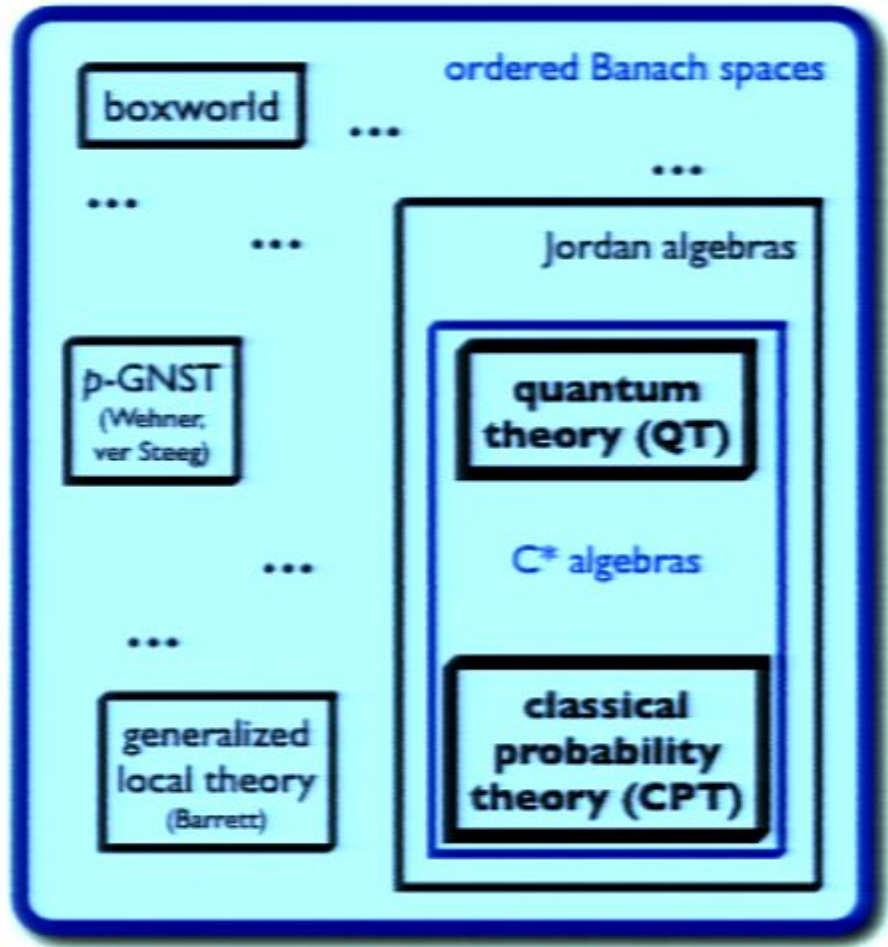 ordered Banach spaces
boxworld
...
...
...
...
Jordan algebras
p-GNST
(Wehner,
ver Steeg)
quantum
theory (QT)
C* algebras
...
...
generalized
local theory
(Barrett)
classical
probability
theory (CPT)